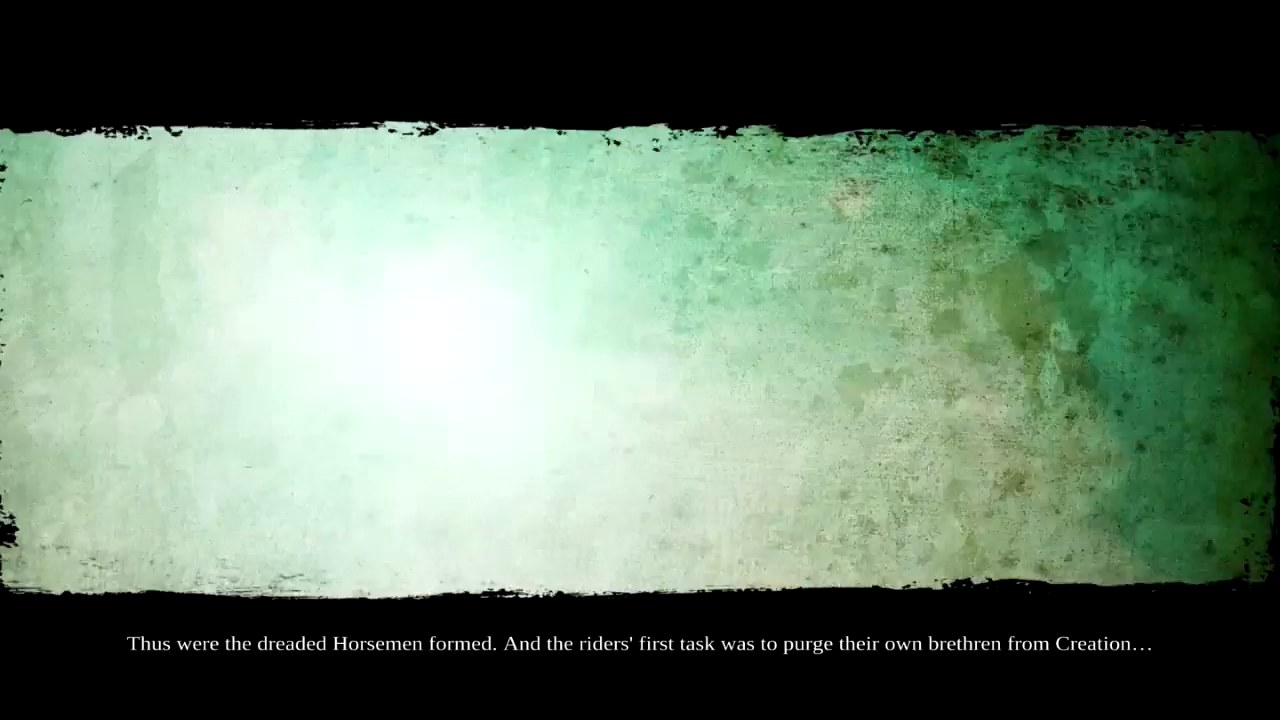 Thus were the dreaded Horsemen formed. And the riders' first task was to purge their own brethren from Creation…